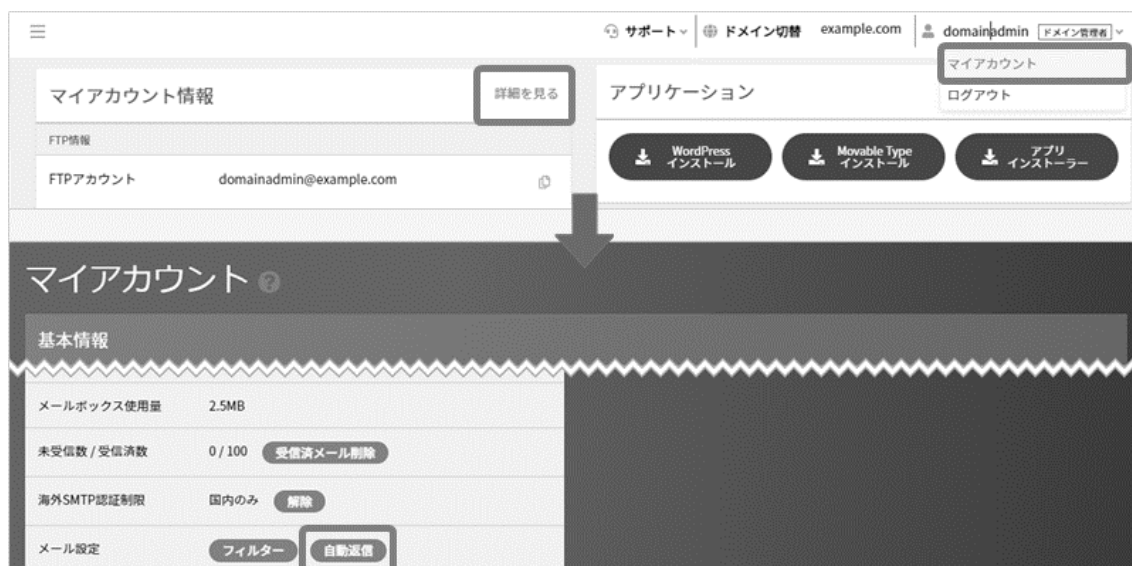 サポート ドメイン切替 example.com domainadmin ドメイン管理者
マイアカウント
ログアウト
マイアカウント情報 詳細を見る
FTP情報
FTPアカウント domainadmin@example.com
アプリケーション
WordPress
インストール
Movable Type
インストール
アプリ
インストーラー
マイアカウント ?
基本情報
メールボックス使用量 2.5MB
未受信数 / 受信済数 0 / 100 受信済メール削除
海外SMTP認証制限 国内のみ 解除
メール設定 フィルター 自動返信